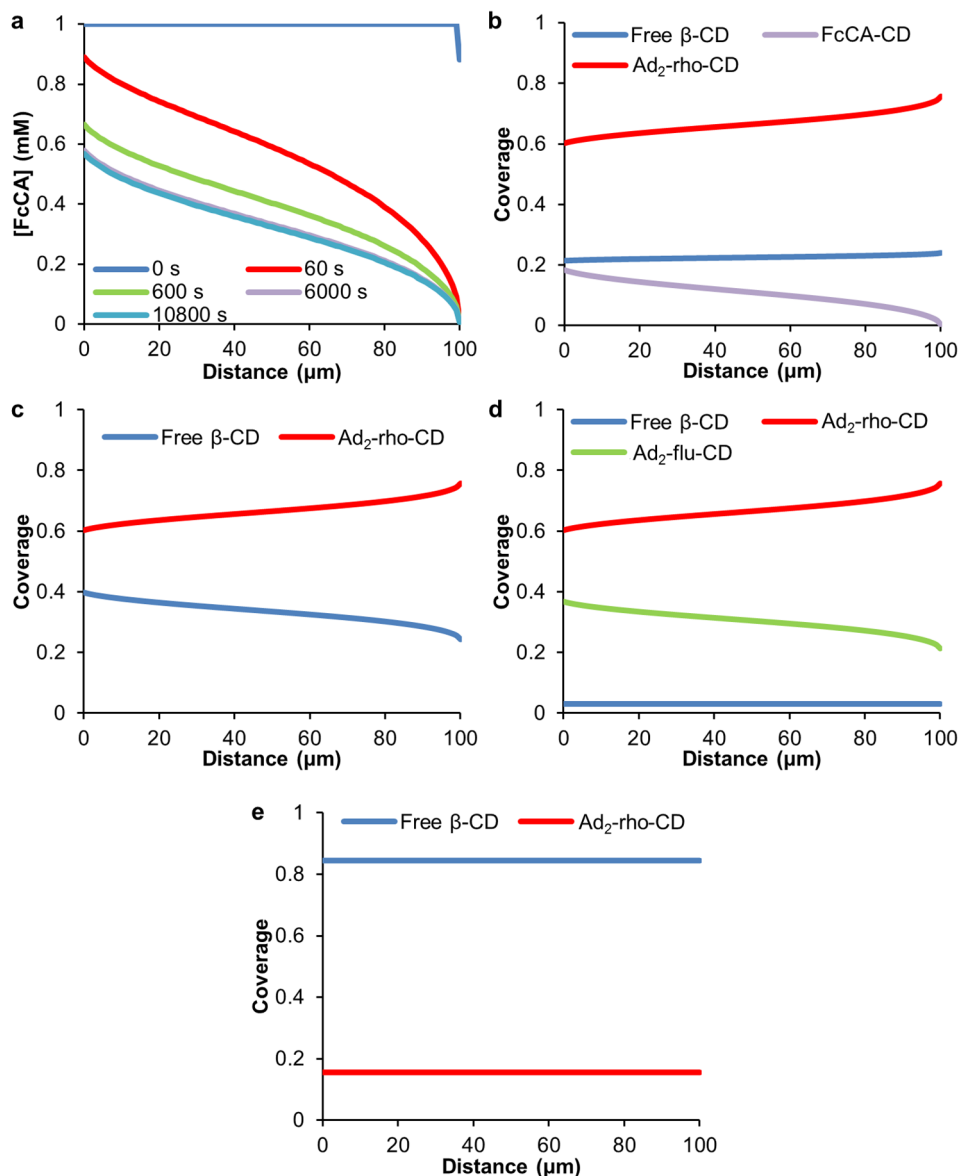 a
1
0.8
0.6
0.4
0.2
0
[FcCA] (mM)
0 s
60 s
600 s
6000 s
10800 s
0 20 40 60 80 100
Distance (µm)
b
1
0.8
0.6
0.4
0.2
0
Coverage
Free β-CD
FcCA-CD
Ad₂-rho-CD
0 20 40 60 80 100
Distance (µm)
c
1
0.8
0.6
0.4
0.2
0
Coverage
Free β-CD
Ad₂-rho-CD
0 20 40 60 80 100
Distance (µm)
d
1
0.8
0.6
0.4
0.2
0
Coverage
Free β-CD
Ad₂-rho-CD
Ad₂-flu-CD
0 20 40 60 80 100
Distance (µm)
e
1
0.8
0.6
0.4
0.2
0
Coverage
Free β-CD
Ad₂-rho-CD
0 20 40 60 80 100
Distance (µm)